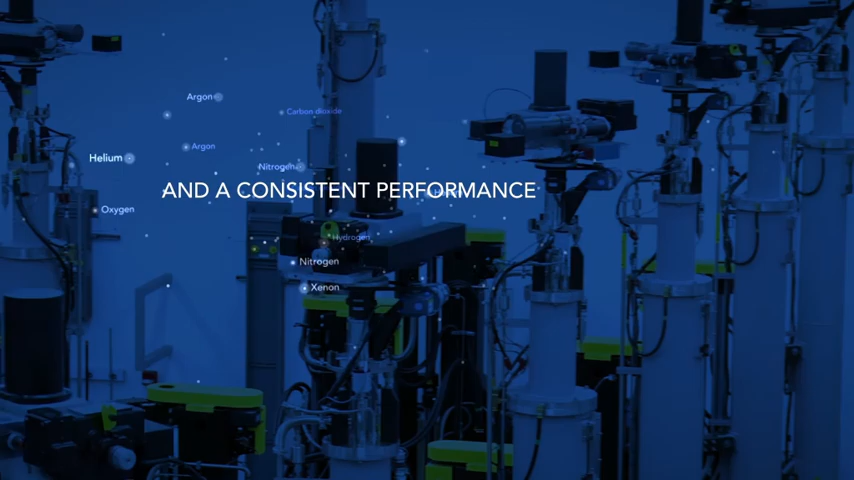 Argon
Carbon dioxide
Argon
Helium
Nitrogen
AND A CONSISTENT PERFORMANCE
Oxygen
Hydrogen
Nitrogen
Xenon